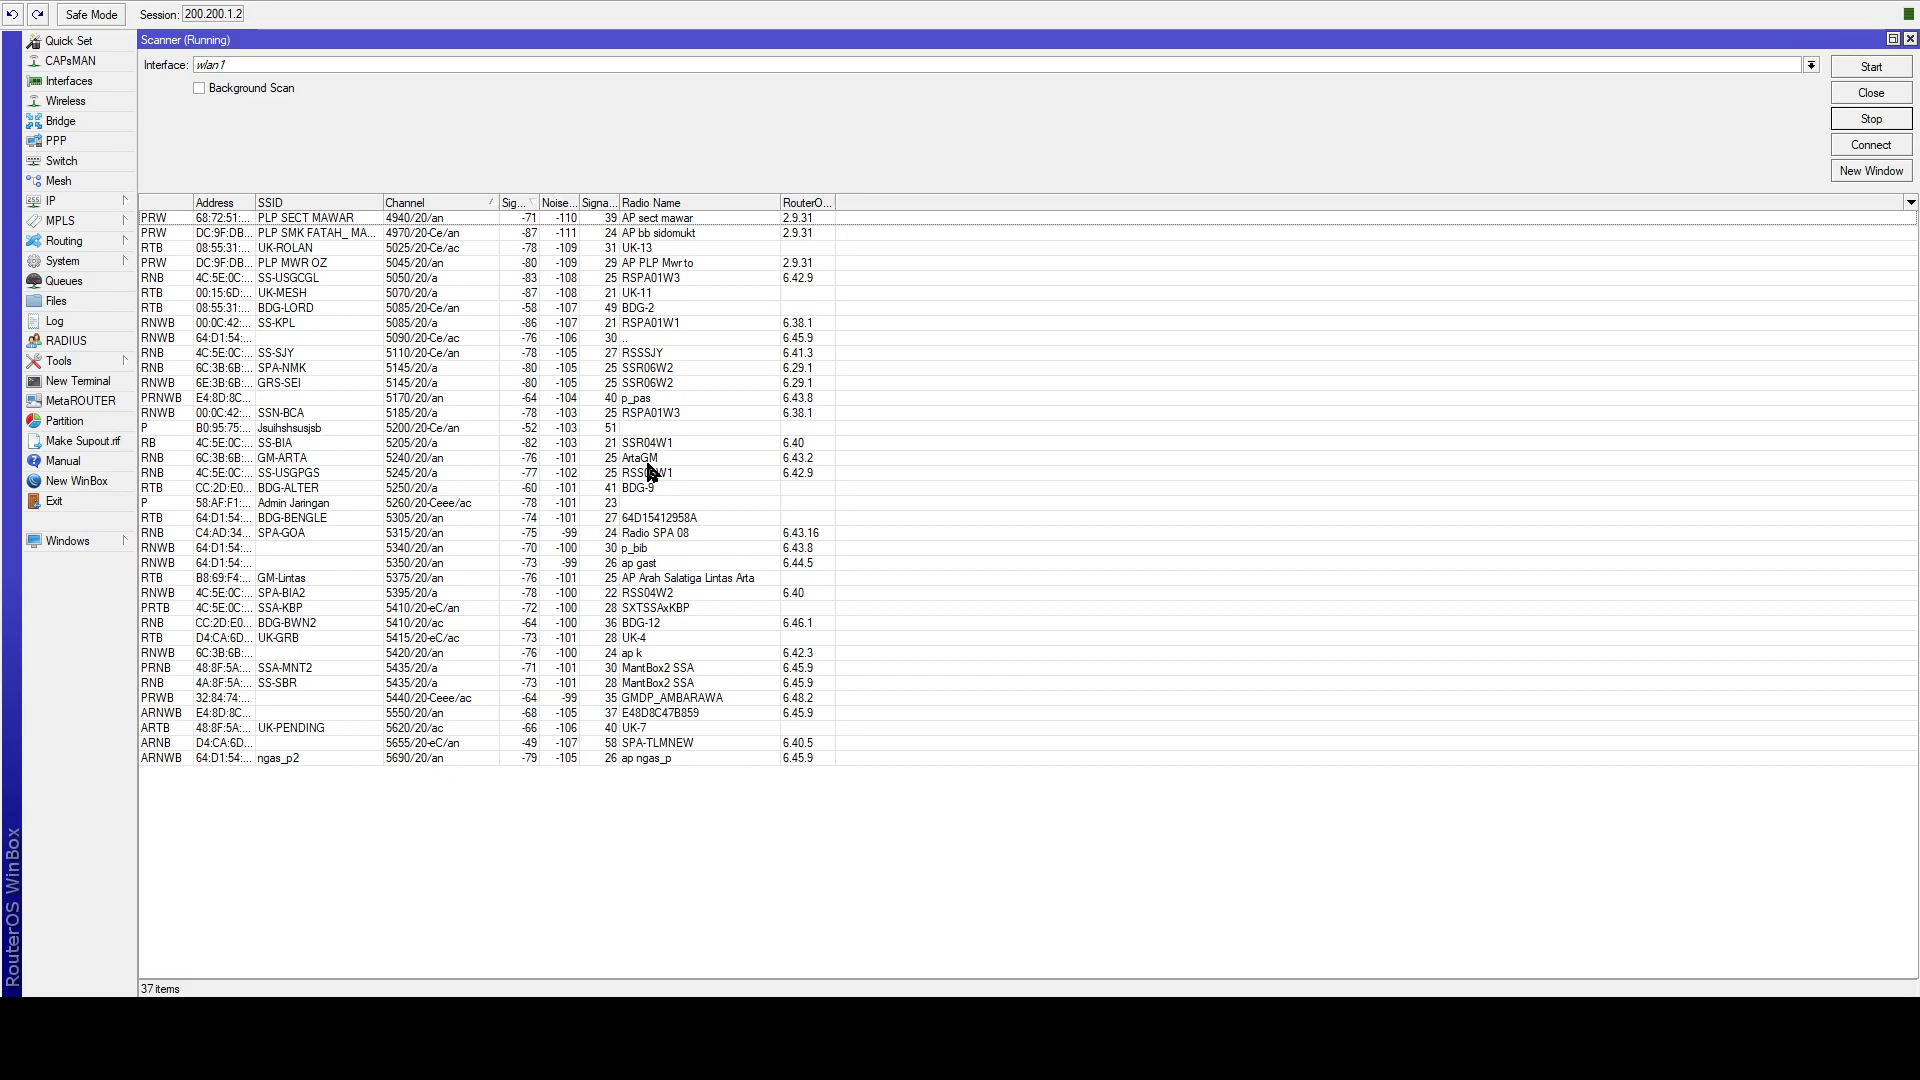 Safe Mode Session: 200.200.1.2
Scanner (Running)
Quick Set
CAPsMAN
Interfaces
Wireless
Bridge
PPP
Switch
Mesh
IP
MPLS
Routing
System
Queues
Files
Log
RADIUS
Tools
New Terminal
MetaROUTER
Partition
Make Supout.rif
Manual
New WinBox
Exit
Windows
RouterOS WinBox
Interface: wlan1
Background Scan
Start
Close
Stop
Connect
New Window
Address SSID Channel Sig... Noise... Signa... Radio Name RouterO...
PRW 68:72:51:... PLP SECT MAWAR 4940/20/an -71 -110 39 AP sect mawar 2.9.31
PRW DC:9F:DB... PLP SMK FATAH_ MA... 4970/20-Ce/an -87 -111 24 AP bb sidomukt 2.9.31
RTB 08:55:31:... UK-ROLAN 5025/20-Ce/ac -78 -109 31 UK-13
PRW DC:9F:DB... PLP MWR OZ 5045/20/an -80 -109 29 AP PLP Mwr to 2.9.31
RNB 4C:5E:0C:... SS-USGCGL 5050/20/a -83 -108 25 RSPA01W3 6.42.9
RTB 00:15:6D:... UK-MESH 5070/20/a -87 -108 21 UK-11
RTB 08:55:31:... BDG-LORD 5085/20-Ce/an -58 -107 49 BDG-2
RNWB 00:0C:42:... SS-KPL 5085/20/a -86 -107 21 RSPA01W1 6.38.1
RNWB 64:D1:54:... 5090/20-Ce/an -76 -106 30 .. 6.45.9
RNB 4C:5E:0C:... SS-SJY 5110/20-Ce/an -78 -105 27 RSSSJY 6.41.3
RNB 6C:3B:6B:... SPA-NMK 5145/20/a -80 -105 25 SSR06W2 6.29.1
RNWB 6E:3B:6B:... GRS-SEI 5145/20/a -80 -105 25 SSR06W2 6.29.1
PRNWB E4:8D:8C... 5170/20/an -64 -104 40 p_pas 6.43.8
RNWB 00:0C:42:... SSN-BCA 5185/20/a -78 -103 25 RSPA01W3 6.38.1
P B0:95:75:... Jsuihshsusjsb 5200/20-Ce/an -52 -103 51
RB 4C:5E:0C:... SS-BIA 5205/20/a -82 -103 21 SSR04W1 6.40
RNB 6C:3B:6B:... GM-ARTA 5240/20/an -76 -101 25 ArtaGM 6.43.2
RNB 4C:5E:0C:... SS-USGPGS 5245/20/a -77 -102 25 6.42.9
RTB CC:2D:E0... BDG-ALTER 5250/20/a -60 -101 41 BDG-9
P 58:AF:F1:... Admin Jaringan 5260/20-Ceee/ac -78 -101 23
RTB 64:D1:54:... BDG-BENGLE 5305/20/an -74 -101 27 64D15412958A
RNB C4:AD:34... SPA-GOA 5315/20/an -75 -99 24 Radio SPA 08 6.43.16
RNWB 64:D1:54:... 5340/20/an -70 -100 30 p_bib 6.43.8
RNWB 64:D1:54:... 5350/20/an -73 -99 26 ap gast 6.44.5
RTB B8:69:F4:... GM-Lintas 5375/20/an -76 -101 25 AP Arah Salatiga Lintas Arta
RNWB 4C:5E:0C:... SPA-BIA2 5395/20/a -78 -100 22 RSS04W2 6.40
PRTB 4C:5E:0C:... SSA-KBP 5410/20-eC/an -72 -100 28 SXTSSAxKBP
RNB CC:2D:E0... BDG-BWN2 5410/20/ac -64 -100 36 BDG-12 6.46.1
RTB D4:CA:6D... UK-GRB 5415/20-eC/ac -73 -101 28 UK-4
RNWB 6C:3B:6B:... 5420/20/an -76 -100 24 ap k 6.42.3
PRNB 48:8F:5A:... SSA-MNT2 5435/20/a -71 -101 30 MantBox2 SSA 6.45.9
RNB 4A:8F:5A:... SS-SBR 5435/20/a -73 -101 28 MantBox2 SSA 6.45.9
PRWB 32:84:74:... 5440/20-Ceee/ac -64 -99 35 GMDP_AMBARAWA 6.48.2
ARNWB E4:8D:8C... 5550/20/an -68 -105 37 E48D8C47B859 6.45.9
ARTB 48:8F:5A:... UK-PENDING 5620/20/ac -66 -106 40 UK-7
ARNB D4:CA:6D... 5655/20-eC/an -49 -107 58 SPA-TLMNEW 6.40.5
ARNWB 64:D1:54:... ngas_p2 5690/20/an -79 -105 26 ap ngas_p 6.45.9
37 items